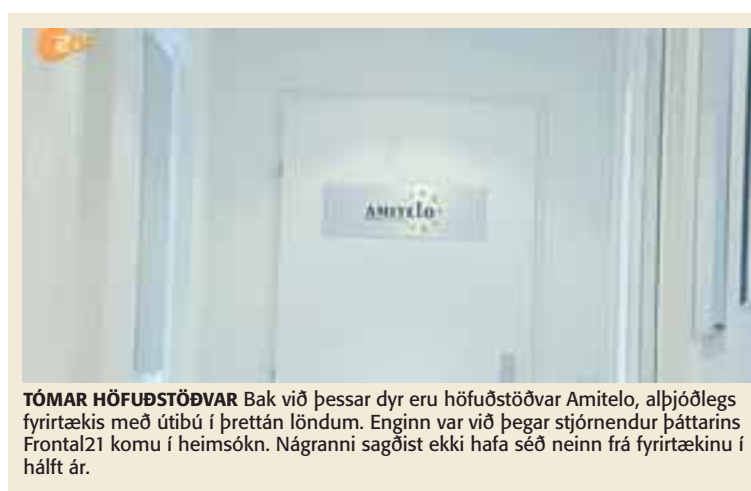 AMITELO
TÓMAR HÖFUÐSTÖÐVAR Bak við þessar dyr eru höfuðstöðvar Amitelo, alþjóðlegs
fyrirtækis með útibú í þrettán löndum. Enginn var við þegar stjórnendur þáttarins
Frontal21 komu í heimsókn. Nágranni sagðist ekki hafa séð neinn frá fyrirtækinu í
hálft ár.